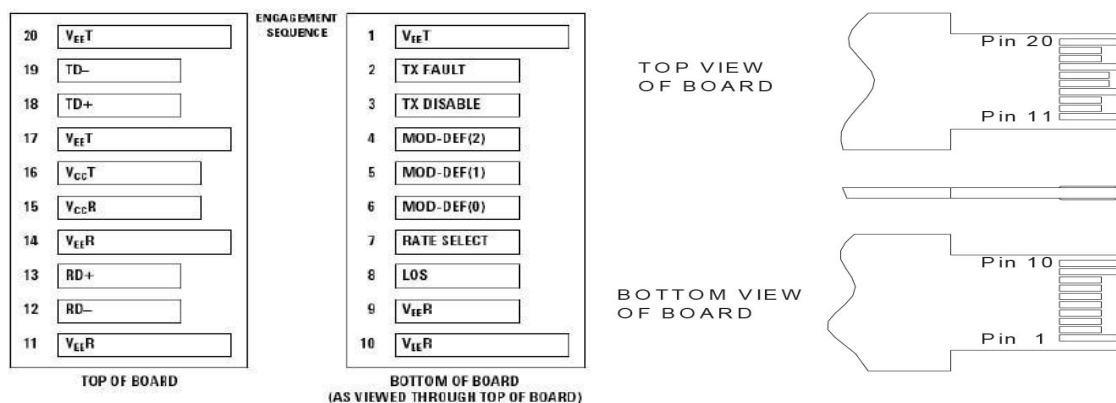 ENGAGEMENT
SEQUENCE
20 VEET
19 TD–
18 TD+
17 VEET
16 VCCT
15 VCCR
14 VEER
13 RD+
12 RD–
11 VEER
TOP OF BOARD
1 VEET
2 TX FAULT
3 TX DISABLE
4 MOD-DEF(2)
5 MOD-DEF(1)
6 MOD-DEF(0)
7 RATE SELECT
8 LOS
9 VEER
10 VEER
BOTTOM OF BOARD
(AS VIEWED THROUGH TOP OF BOARD)
TOP VIEW
OF BOARD
Pin 20
Pin 11
BOTTOM VIEW
OF BOARD
Pin 10
Pin 1